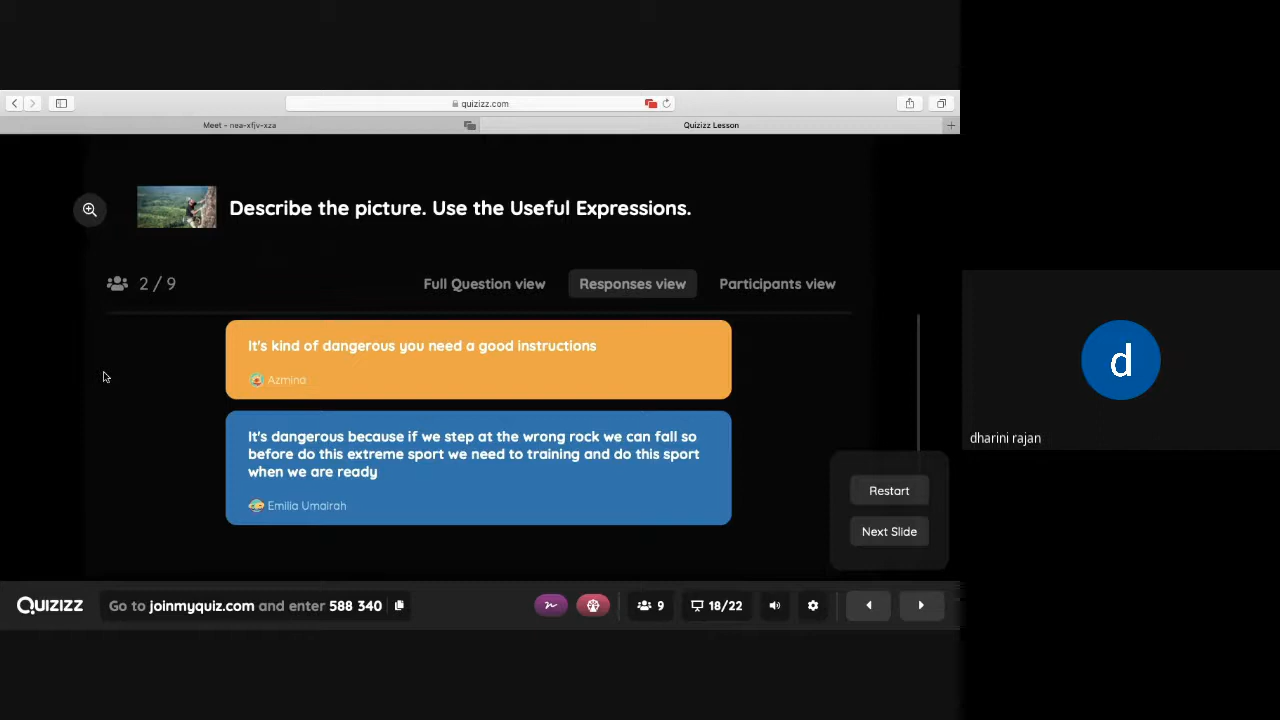 quizizz.com
Meet - nea-xfjv-xza
Quizizz Lesson
Describe the picture. Use the Useful Expressions.
2 / 9
Full Question view
Responses view
Participants view
It's kind of dangerous you need a good instructions
Azmina
It's dangerous because if we step at the wrong rock we can fall so
before do this extreme sport we need to training and do this sport
when we are ready
Emilia Umairah
d
dharini rajan
Restart
Next Slide
QUIZIZZ
Go to joinmyquiz.com and enter 588 340
9
18/22